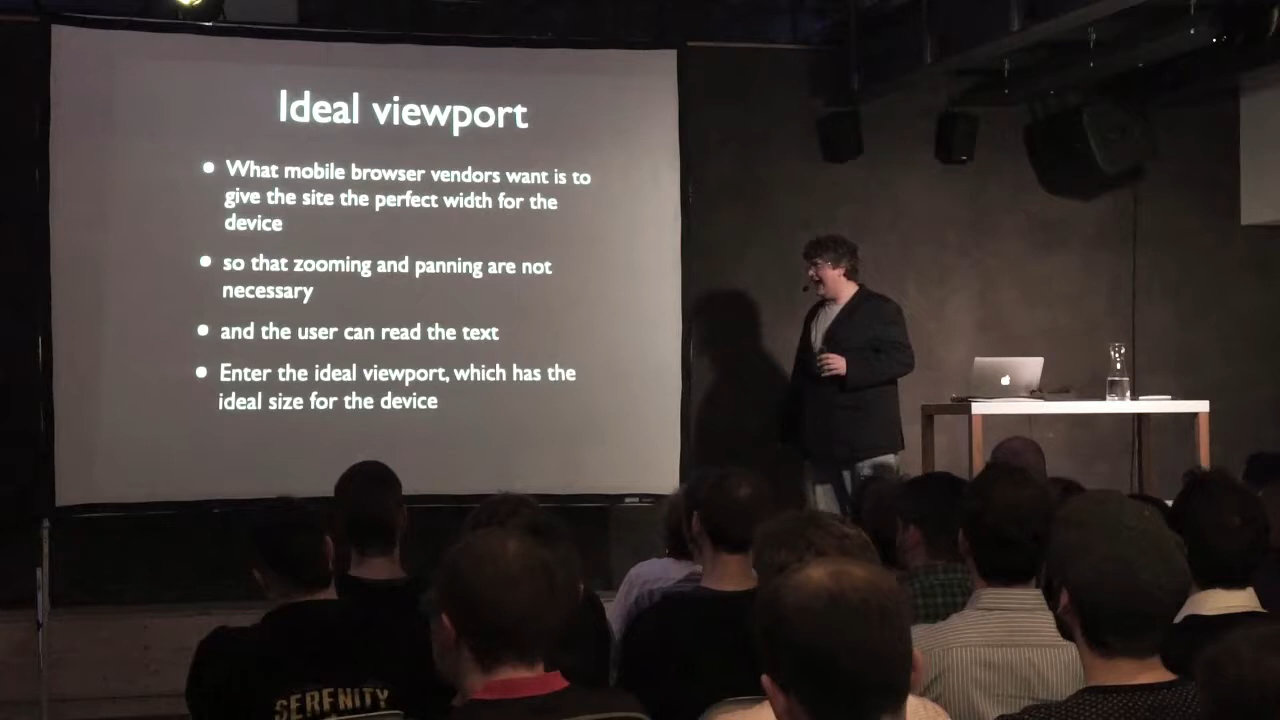 Ideal viewport
• What mobile browser vendors want is to
give the site the perfect width for the
device
• so that zooming and panning are not
necessary
• and the user can read the text
• Enter the ideal viewport, which has the
ideal size for the device
SERENITY